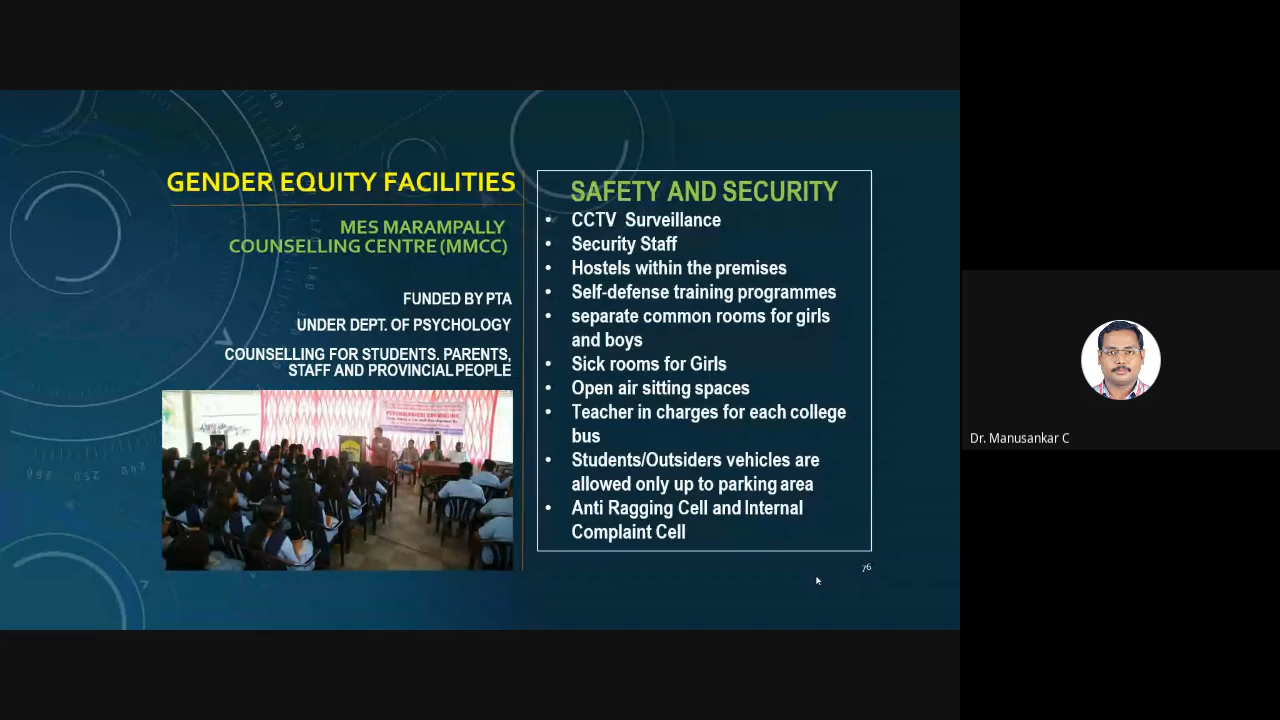 GENDER EQUITY FACILITIES
MES MARAMPALLY
COUNSELLING CENTRE (MMCC)
FUNDED BY PTA
UNDER DEPT. OF PSYCHOLOGY
COUNSELLING FOR STUDENTS. PARENTS,
STAFF AND PROVINCIAL PEOPLE
PSYCHOLOGICAL COUNSELLING
SAFETY AND SECURITY
• CCTV Surveillance
• Security Staff
• Hostels within the premises
• Self-defense training programmes
• separate common rooms for girls
and boys
• Sick rooms for Girls
• Open air sitting spaces
• Teacher in charges for each college
bus
• Students/Outsiders vehicles are
allowed only up to parking area
• Anti Ragging Cell and Internal
Complaint Cell
76
Dr. Manusankar C